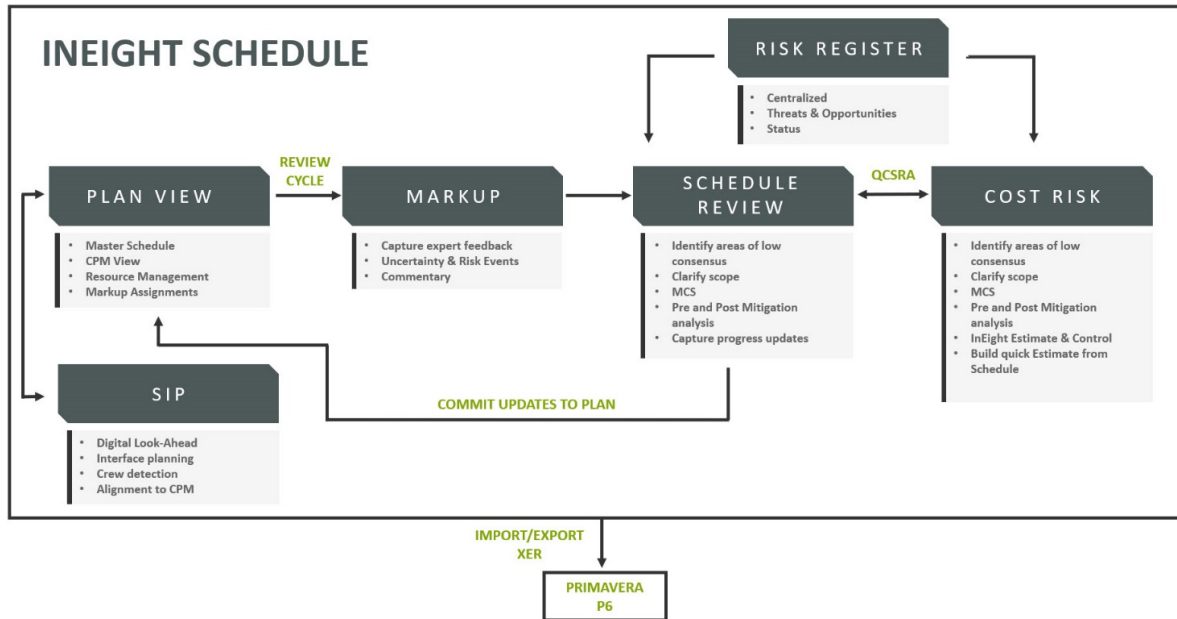 INEIGHT SCHEDULE
RISK REGISTER
• Centralized
• Threats & Opportunities
• Status
PLAN VIEW
• Master Schedule
• CPM View
• Resource Management
• Markup Assignments
REVIEW
CYCLE
MARKUP
• Capture expert feedback
• Uncertainty & Risk Events
• Commentary
SCHEDULE
REVIEW
• Identify areas of low
consensus
• Clarify scope
• MCS
• Pre and Post Mitigation
analysis
• Capture progress updates
QCSRA
COST RISK
• Identify areas of low
consensus
• Clarify scope
• MCS
• Pre and Post Mitigation
analysis
• InEight Estimate & Control
• Build quick Estimate from
Schedule
SIP
• Digital Look-Ahead
• Interface planning
• Crew detection
• Alignment to CPM
COMMIT UPDATES TO PLAN
IMPORT/EXPORT
XER
PRIMAVERA
P6